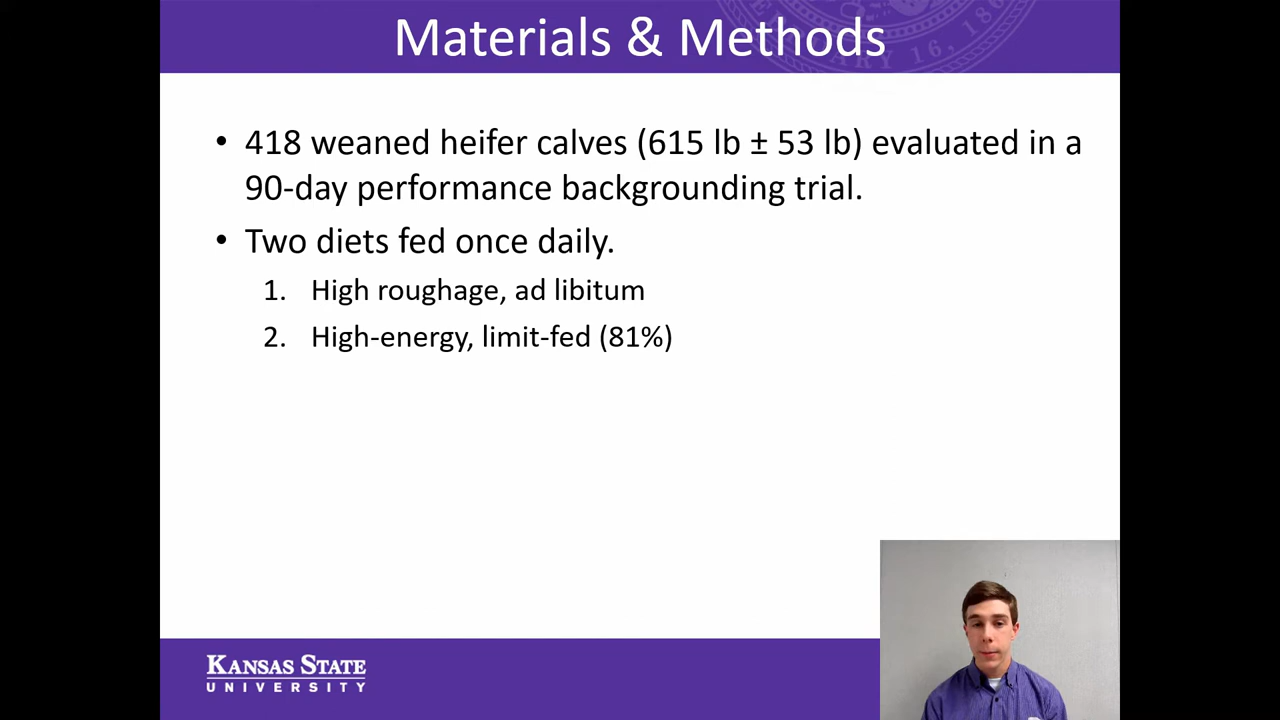 Materials & Methods
• 418 weaned heifer calves (615 lb ± 53 lb) evaluated in a
90-day performance backgrounding trial.
• Two diets fed once daily.
1. High roughage, ad libitum
2. High-energy, limit-fed (81%)
KANSAS STATE
UNIVERSITY